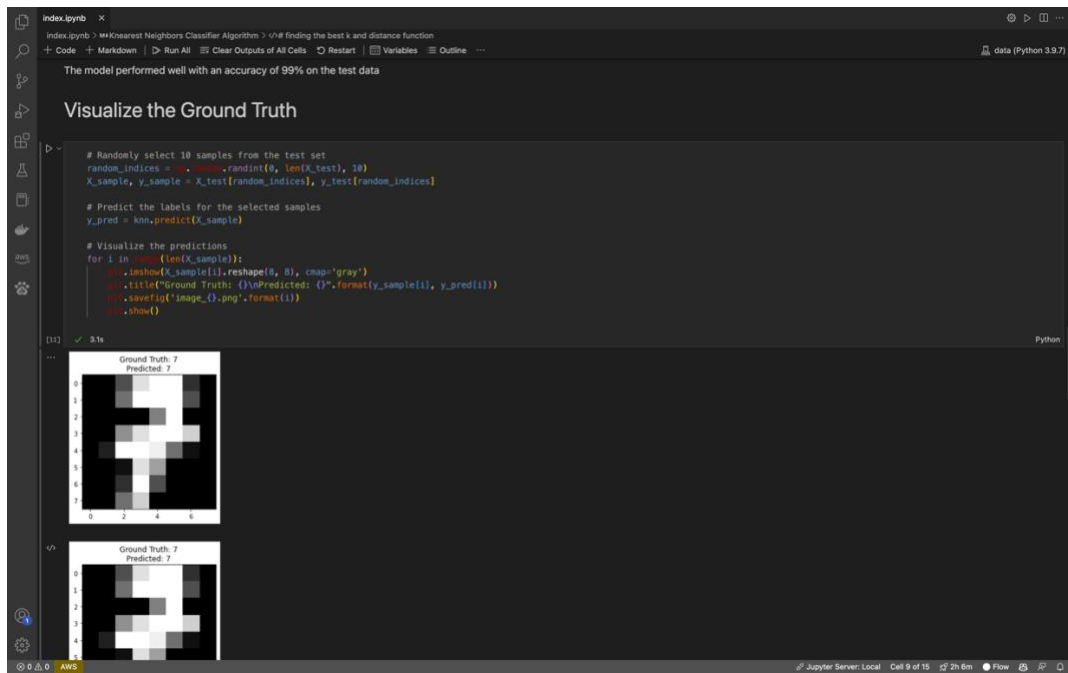 index.ipynb ×
index.ipynb > M↓Knearest Neighbors Classifier Algorithm > # finding the best k and distance function
+ Code + Markdown | Run All Clear Outputs of All Cells Restart | Variables Outline ···
data (Python 3.9.7)
The model performed well with an accuracy of 99% on the test data
Visualize the Ground Truth
# Randomly select 10 samples from the test set
random_indices = .randint(0, len(X_test), 10)
X_sample, y_sample = X_test[random_indices], y_test[random_indices]
# Predict the labels for the selected samples
y_pred = knn.predict(X_sample)
# Visualize the predictions
for i in range(len(X_sample)):
plt.imshow(X_sample[i].reshape(8, 8), cmap='gray')
plt.title("Ground Truth: {}\nPredicted: {}".format(y_sample[i], y_pred[i]))
plt.savefig('image_{}.png'.format(i))
plt.show()
[11] ✓ 3.1s
Python
Ground Truth: 7
Predicted: 7
0
1
2
3
4
5
6
7
0 2 4 6
Ground Truth: 7
Predicted: 7
0
1
2
3
4
5
aws
1
0 0 AWS
Jupyter Server: Local Cell 9 of 15 2h 6m Flow